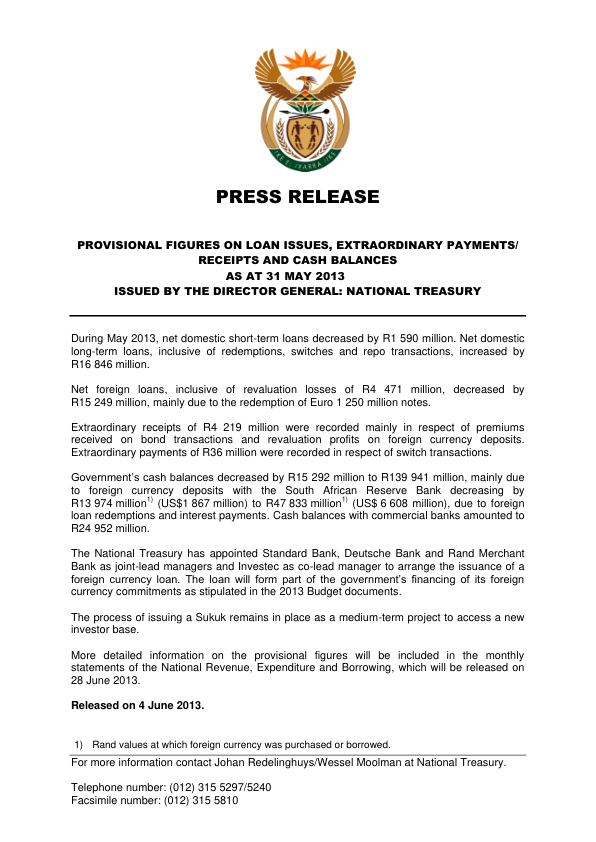 !KE E: /XARRA //KE
PRESS RELEASE
PROVISIONAL FIGURES ON LOAN ISSUES, EXTRAORDINARY PAYMENTS/
RECEIPTS AND CASH BALANCES
AS AT 31 MAY 2013
ISSUED BY THE DIRECTOR GENERAL: NATIONAL TREASURY
During May 2013, net domestic short-term loans decreased by R1 590 million. Net domestic
long-term loans, inclusive of redemptions, switches and repo transactions, increased by
R16 846 million.
Net foreign loans, inclusive of revaluation losses of R4 471 million, decreased by
R15 249 million, mainly due to the redemption of Euro 1 250 million notes.
Extraordinary receipts of R4 219 million were recorded mainly in respect of premiums
received on bond transactions and revaluation profits on foreign currency deposits.
Extraordinary payments of R36 million were recorded in respect of switch transactions.
Government's cash balances decreased by R15 292 million to R139 941 million, mainly due
to foreign currency deposits with the South African Reserve Bank decreasing by
R13 974 million1) (US$1 867 million) to R47 833 million1) (US$ 6 608 million), due to foreign
loan redemptions and interest payments. Cash balances with commercial banks amounted to
R24 952 million.
The National Treasury has appointed Standard Bank, Deutsche Bank and Rand Merchant
Bank as joint-lead managers and Investec as co-lead manager to arrange the issuance of a
foreign currency loan. The loan will form part of the government's financing of its foreign
currency commitments as stipulated in the 2013 Budget documents.
The process of issuing a Sukuk remains in place as a medium-term project to access a new
investor base.
More detailed information on the provisional figures will be included in the monthly
statements of the National Revenue, Expenditure and Borrowing, which will be released on
28 June 2013.
Released on 4 June 2013.
1) Rand values at which foreign currency was purchased or borrowed.
For more information contact Johan Redelinghuys/Wessel Moolman at National Treasury.
Telephone number: (012) 315 5297/5240
Facsimile number: (012) 315 5810